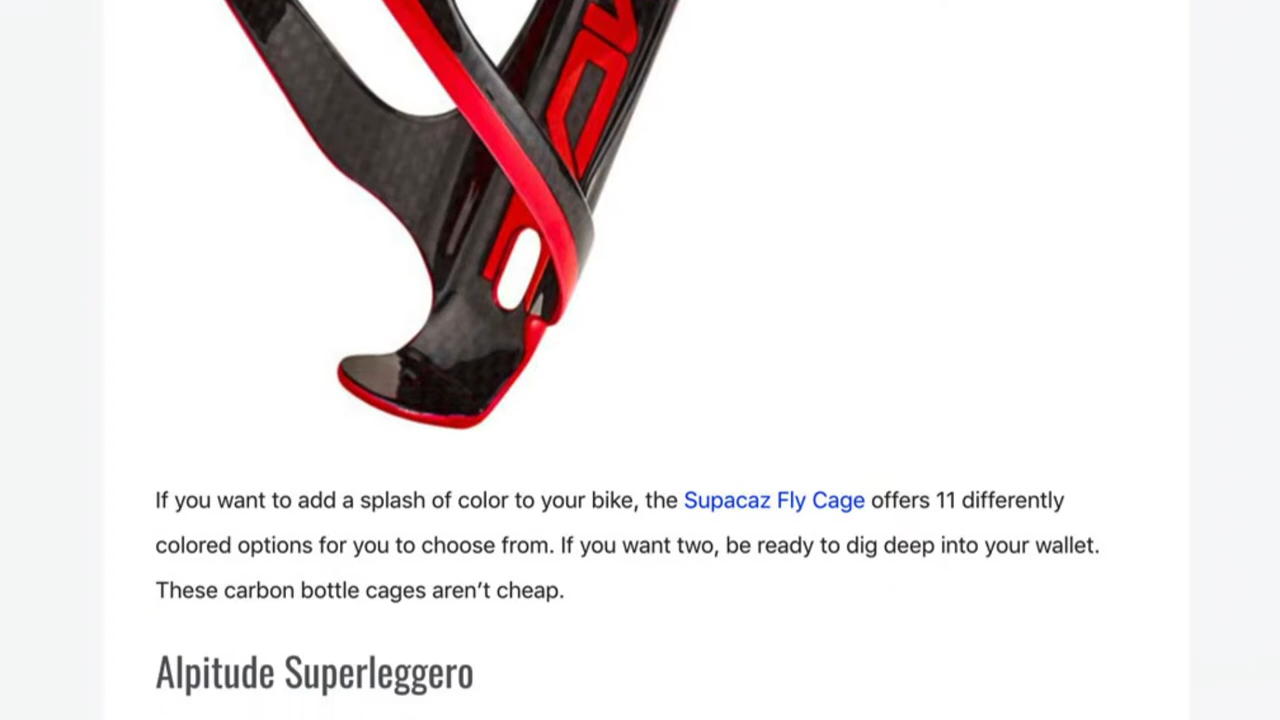 If you want to add a splash of color to your bike, the Supacaz Fly Cage offers 11 differently
colored options for you to choose from. If you want two, be ready to dig deep into your wallet.
These carbon bottle cages aren’t cheap.
Alpitude Superleggero